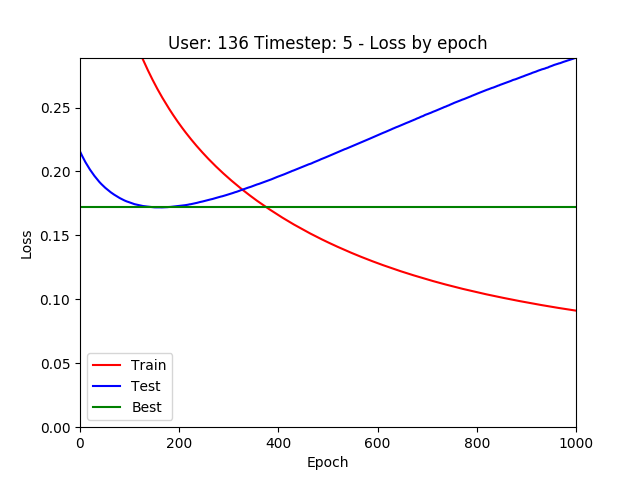 User: 136 Timestep: 5 - Loss by epoch
Loss
0.25
0.20
0.15
0.10
0.05
0.00
Train
Test
Best
0 200 400 600 800 1000
Epoch